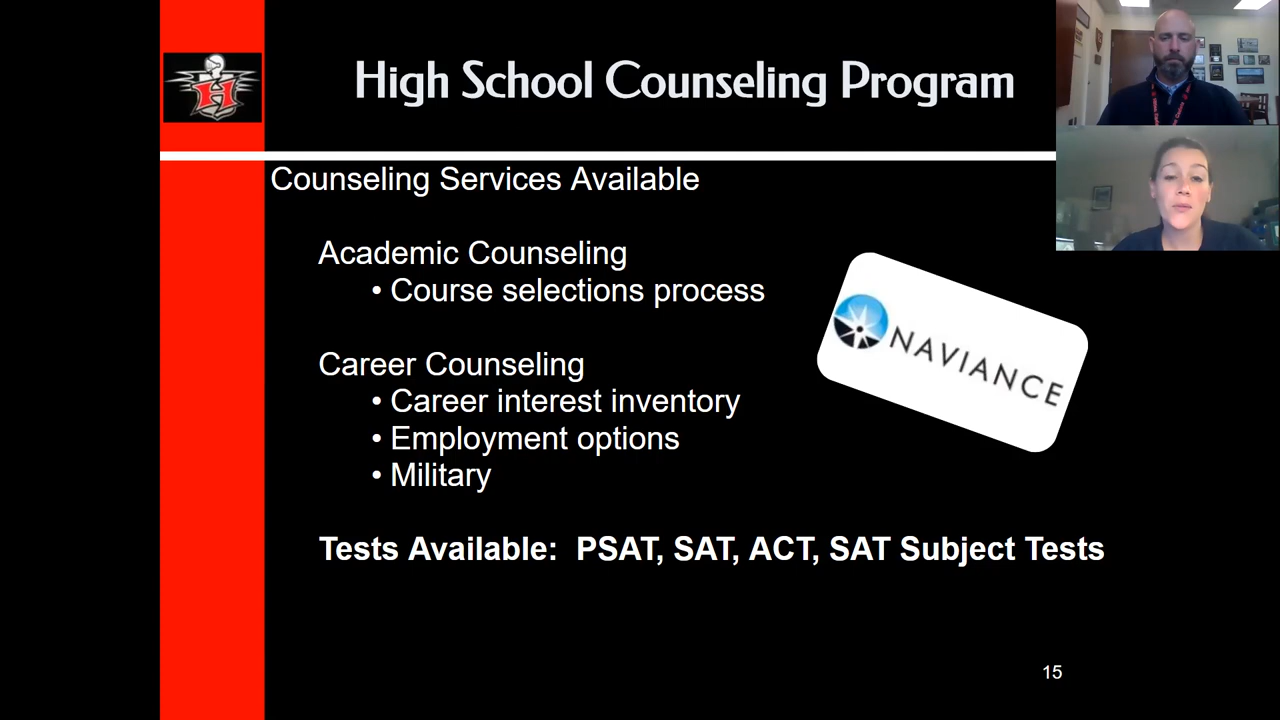 High School Counseling Program
H
Counseling Services Available
Academic Counseling
• Course selections process
Career Counseling
• Career interest inventory
• Employment options
• Military
NAVIANCE
Tests Available: PSAT, SAT, ACT, SAT Subject Tests
15